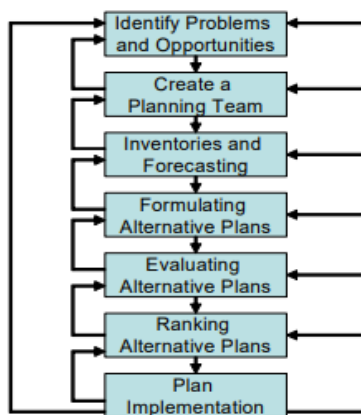 Identify Problems
and Opportunities
Create a
Planning Team
Inventories and
Forecasting
Formulating
Alternative Plans
Evaluating
Alternative Plans
Ranking
Alternative Plans
Plan
Implementation